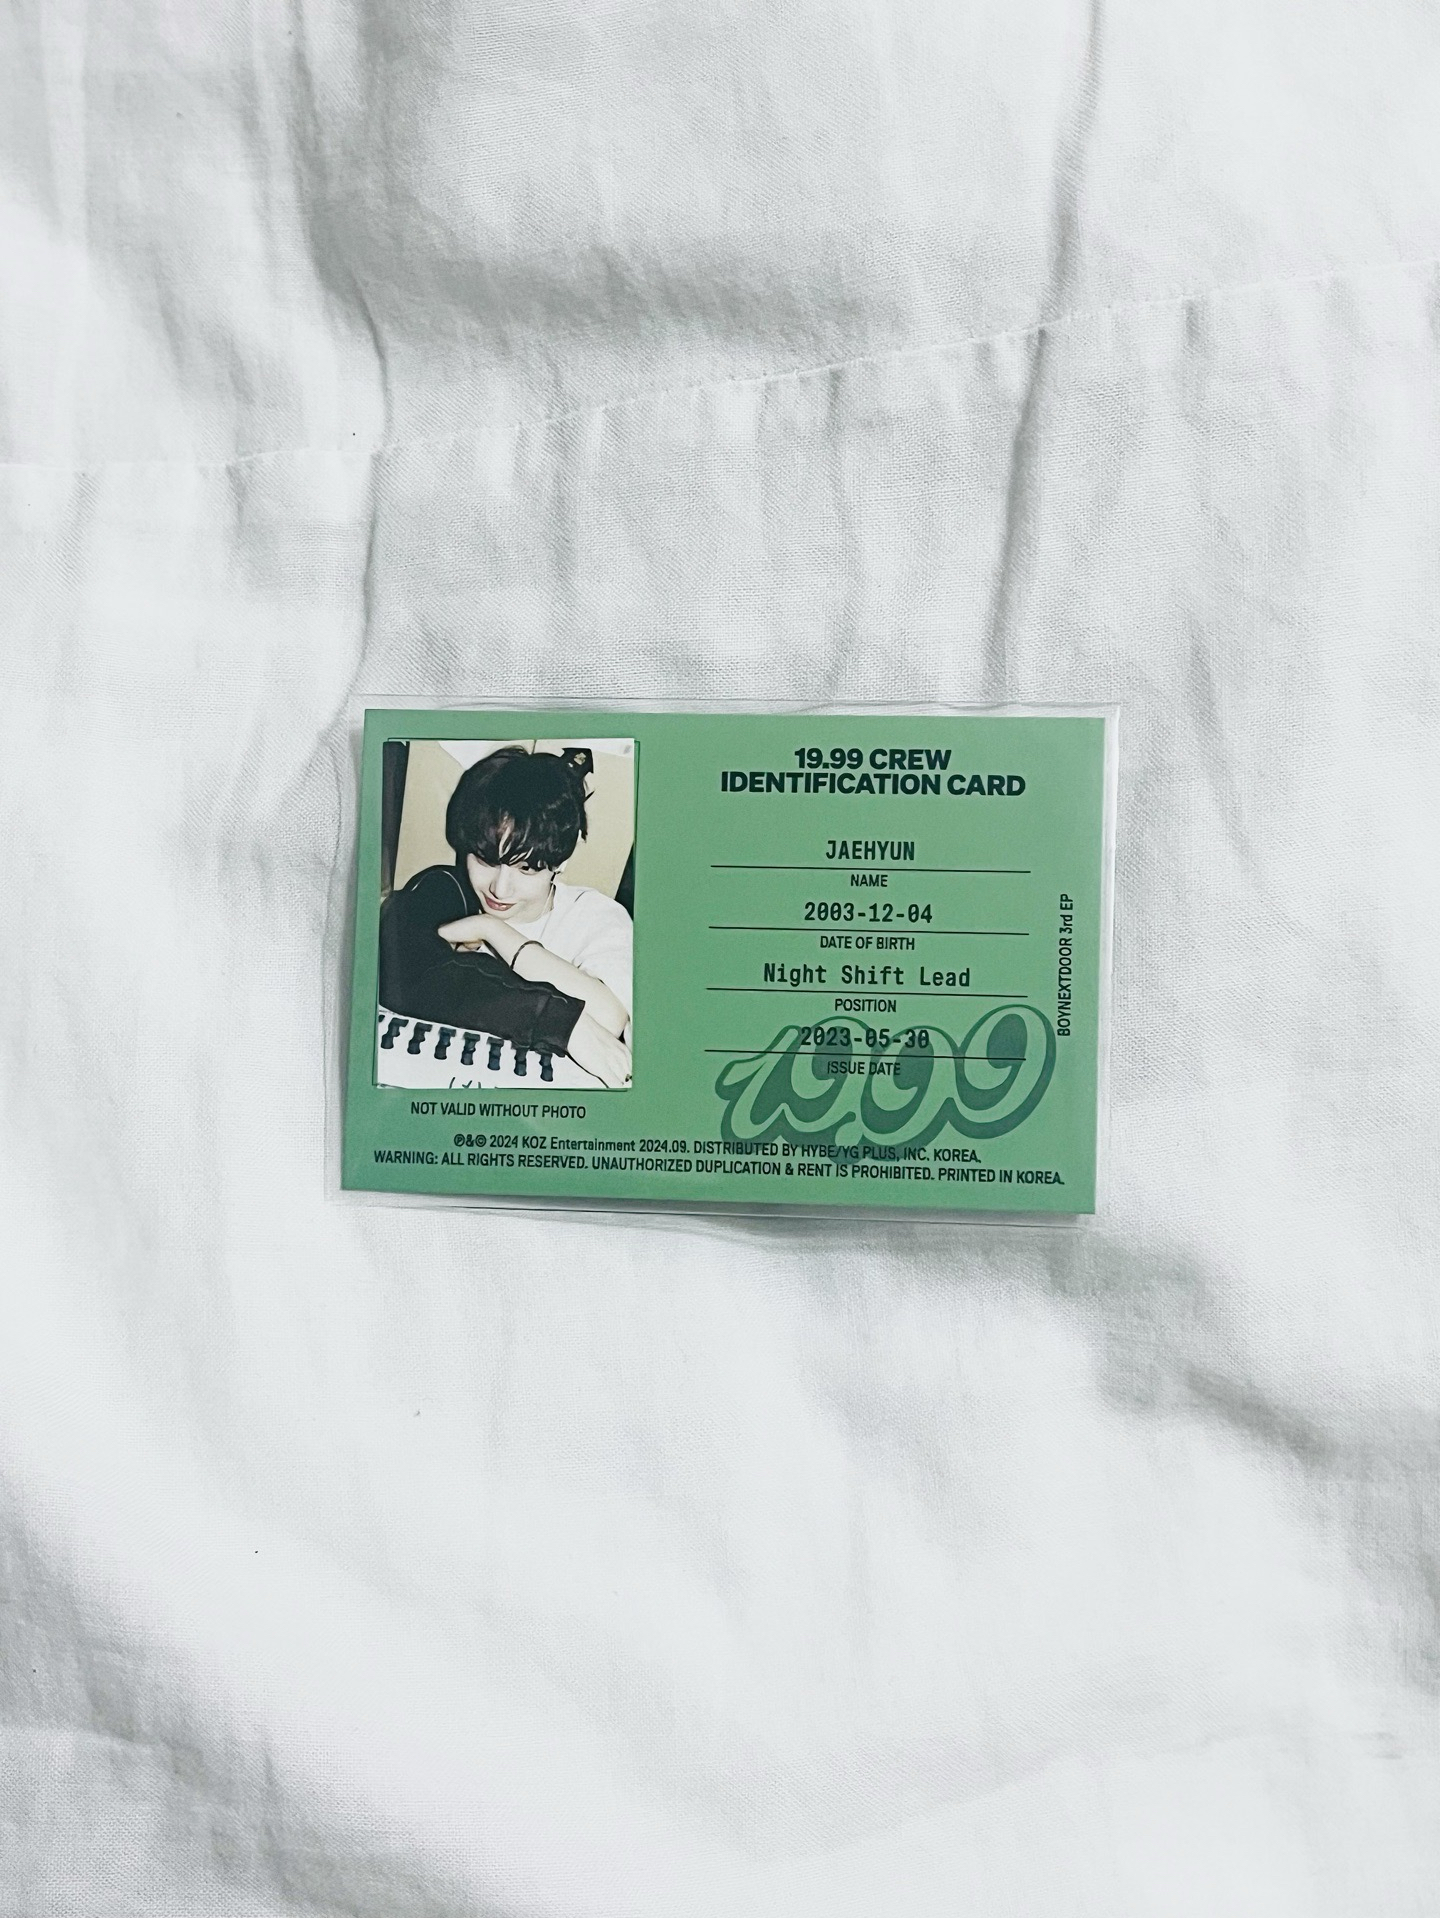 19.99 CREW
IDENTIFICATION CARD
JAEHYUN
NAME
2003-12-04
DATE OF BIRTH
Night Shift Lead
POSITION
2023-05-30
ISSUE DATE
1999
BOYNEXTDOOR 3rd EP
NOT VALID WITHOUT PHOTO
℗&© 2024 KOZ Entertainment 2024.09. DISTRIBUTED BY HYBE/YG PLUS, INC. KOREA.
WARNING: ALL RIGHTS RESERVED. UNAUTHORIZED DUPLICATION & RENT IS PROHIBITED. PRINTED IN KOREA.